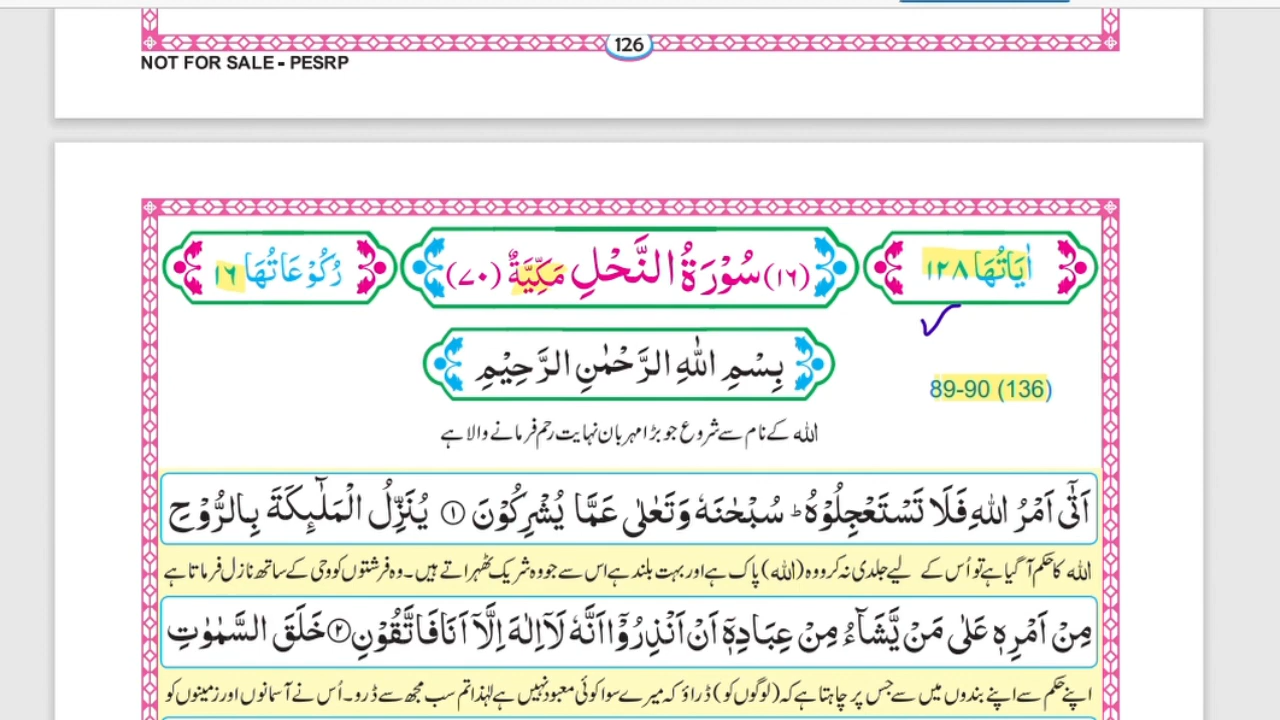 126
NOT FOR SALE - PESRP
اٰيَاتُهَا ١٢٨
(١٦) سُوْرَةُ النَّحْلِ مَكِّيَّةٌ (٧٠)
رُكُوْعَاتُهَا ١٦
بِسْمِ اللهِ الرَّحْمٰنِ الرَّحِيْمِ
89-90 (136)
اللہ کے نام سے شروع جو بڑا مہربان نہایت رحم فرمانے والا ہے
اَتٰٓى اَمْرُ اللهِ فَلَا تَسْتَعْجِلُوْهُ ؕ سُبْحٰنَهٗ وَ تَعٰلٰى عَمَّا يُشْرِكُوْنَ ① يُنَزِّلُ الْمَلٰٓئِكَةَ بِالرُّوْحِ
اللہ کا حکم آ گیا ہے تو اُس کے لیے جلدی نہ کرو وہ (اللہ) پاک ہے اور بہت بلند ہے اس سے جو وہ شریک ٹھہراتے ہیں۔ وہ فرشتوں کو وحی کے ساتھ نازل فرماتا ہے
مِنْ اَمْرِهٖ عَلٰى مَنْ يَّشَآءُ مِنْ عِبَادِهٖٓ اَنْ اَنْذِرُوْٓا اَنَّهٗ لَآ اِلٰهَ اِلَّآ اَنَا فَاتَّقُوْنِ ② خَلَقَ السَّمٰوٰتِ
اپنے حکم سے اپنے بندوں میں سے جس پر چاہتا ہے کہ (لوگوں کو) ڈراؤ کہ میرے سوا کوئی معبود نہیں ہے لہٰذا تم سب مجھ سے ڈرو۔ اُس نے آسمانوں اور زمینوں کو